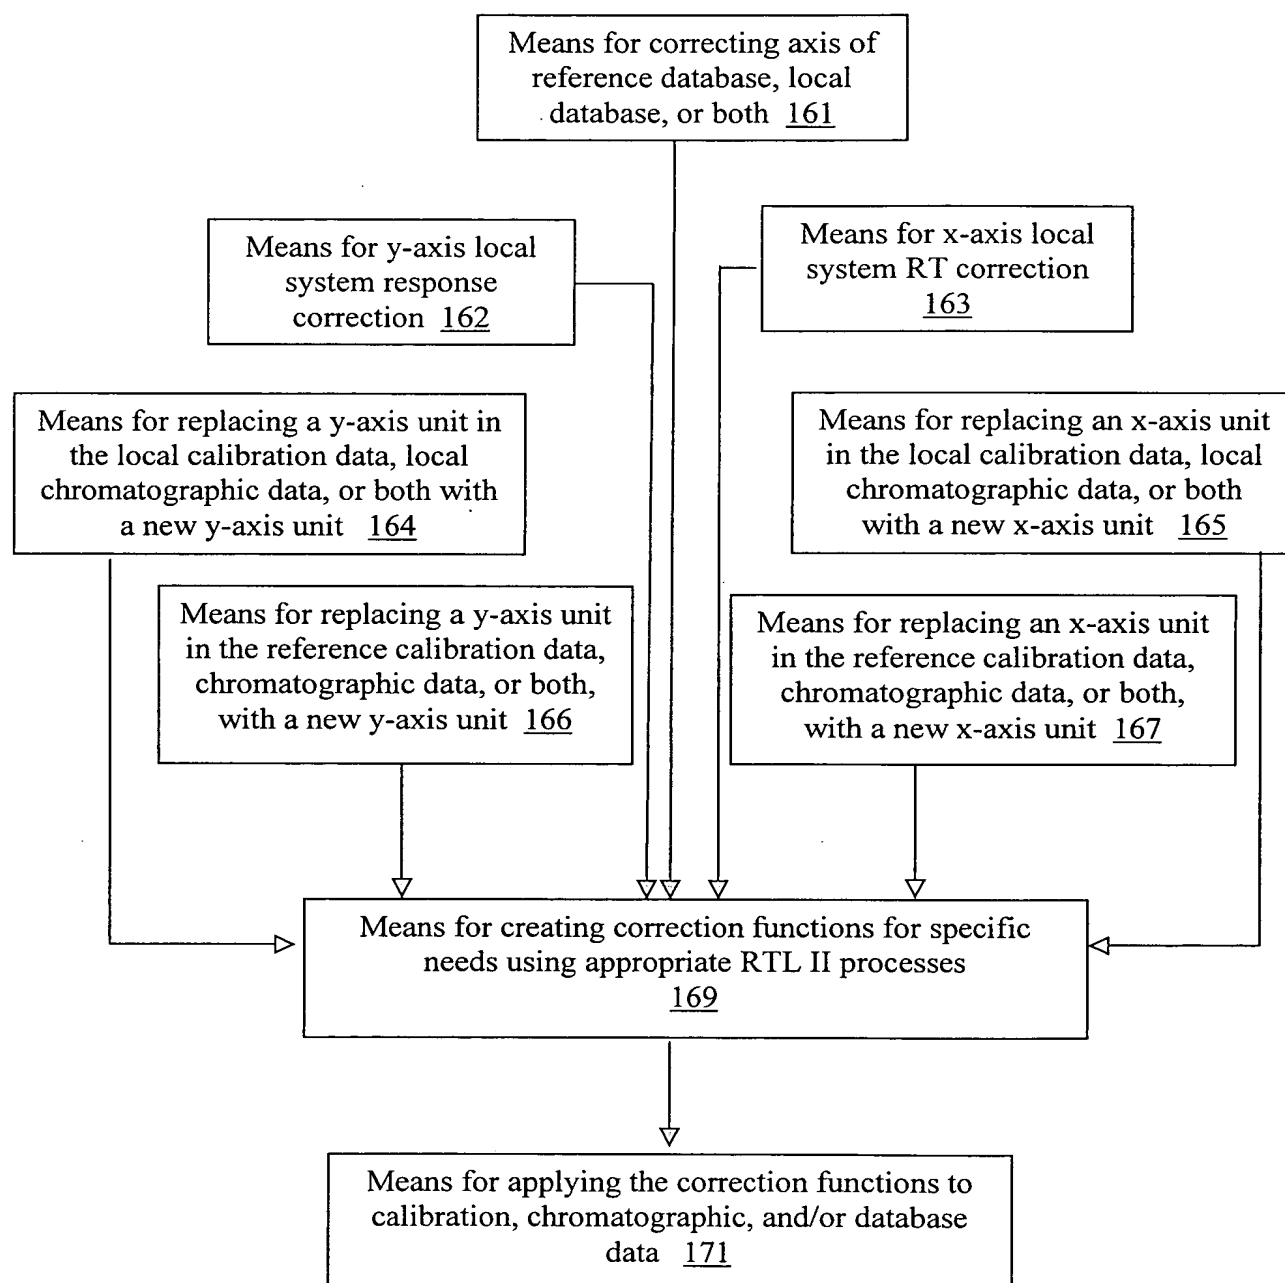 Means for correcting axis of
reference database, local
database, or both 161
Means for y-axis local
system response
correction 162
Means for x-axis local
system RT correction
163
Means for replacing a y-axis unit in
the local calibration data, local
chromatographic data, or both with
a new y-axis unit 164
Means for replacing an x-axis unit
in the local calibration data, local
chromatographic data, or both
with a new x-axis unit 165
Means for replacing a y-axis unit
in the reference calibration data,
chromatographic data, or both,
with a new y-axis unit 166
Means for replacing an x-axis unit
in the reference calibration data,
chromatographic data, or both,
with a new x-axis unit 167
Means for creating correction functions for specific
needs using appropriate RTL II processes
169
Means for applying the correction functions to
calibration, chromatographic, and/or database
data 171